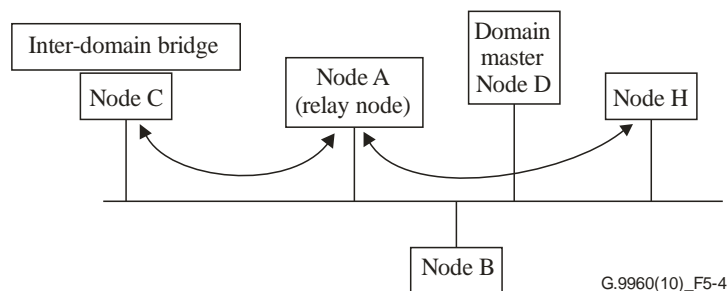 Inter-domain bridge
Node C
Node A
(relay node)
Domain
master
Node D
Node H
Node B
G.9960(10)_F5-4